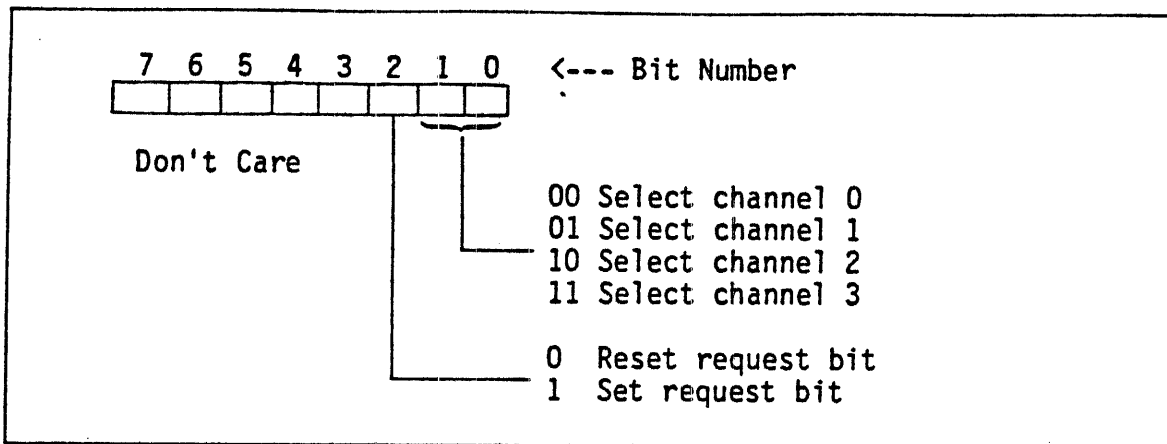 7 6 5 4 3 2 1 0 <--- Bit Number
Don't Care
00 Select channel 0
01 Select channel 1
10 Select channel 2
11 Select channel 3
0 Reset request bit
1 Set request bit